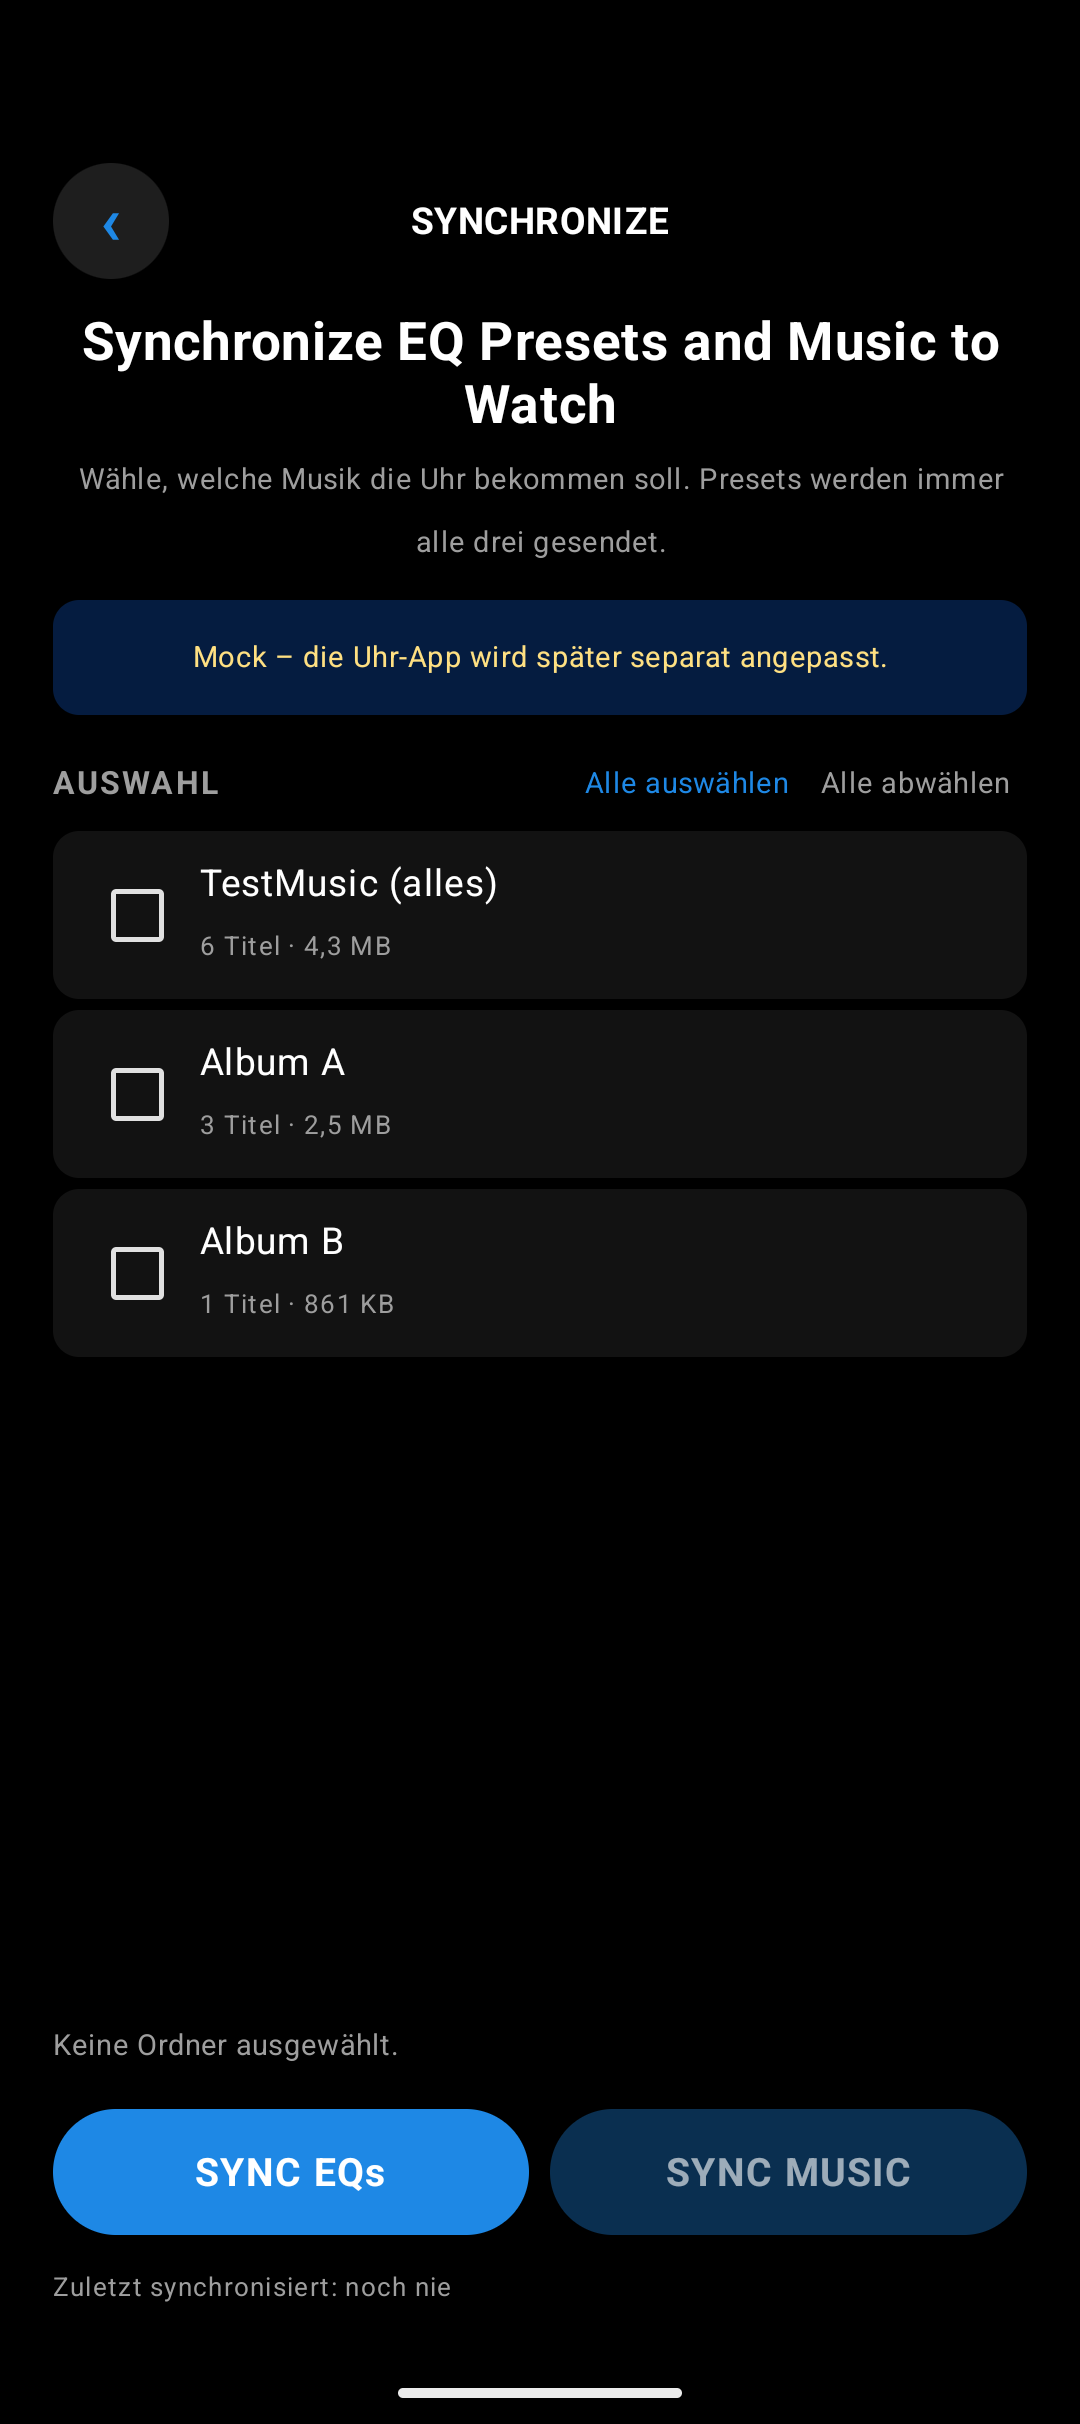 SYNCHRONIZE
Synchronize EQ Presets and Music to
Watch
Wähle, welche Musik die Uhr bekommen soll. Presets werden immer
alle drei gesendet.
Mock – die Uhr-App wird später separat angepasst.
AUSWAHL Alle auswählen Alle abwählen
TestMusic (alles)
6 Titel · 4,3 MB
Album A
3 Titel · 2,5 MB
Album B
1 Titel · 861 KB
Keine Ordner ausgewählt.
SYNC EQs SYNC MUSIC
Zuletzt synchronisiert: noch nie